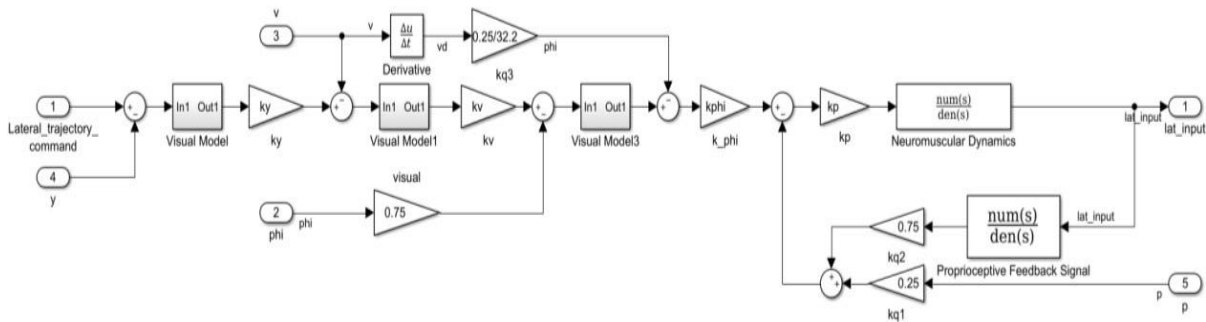 v
3
v
Δu
Δt
Derivative
vd
0.25/32.2
kq3
phi
1
Lateral_trajectory_
command
+
−
In1 Out1
Visual Model
ky
ky
+
−
In1 Out1
Visual Model1
kv
kv
+
−
In1 Out1
Visual Model3
+
−
kphi
k_phi
+
−
kp
kp
num(s)
den(s)
Neuromuscular Dynamics
lat_input
1
lat_input
4
y
2
phi
phi
visual
0.75
0.75
kq2
num(s)
den(s)
lat_input
Proprioceptive Feedback Signal
+
+
0.25
kq1
p
5
p